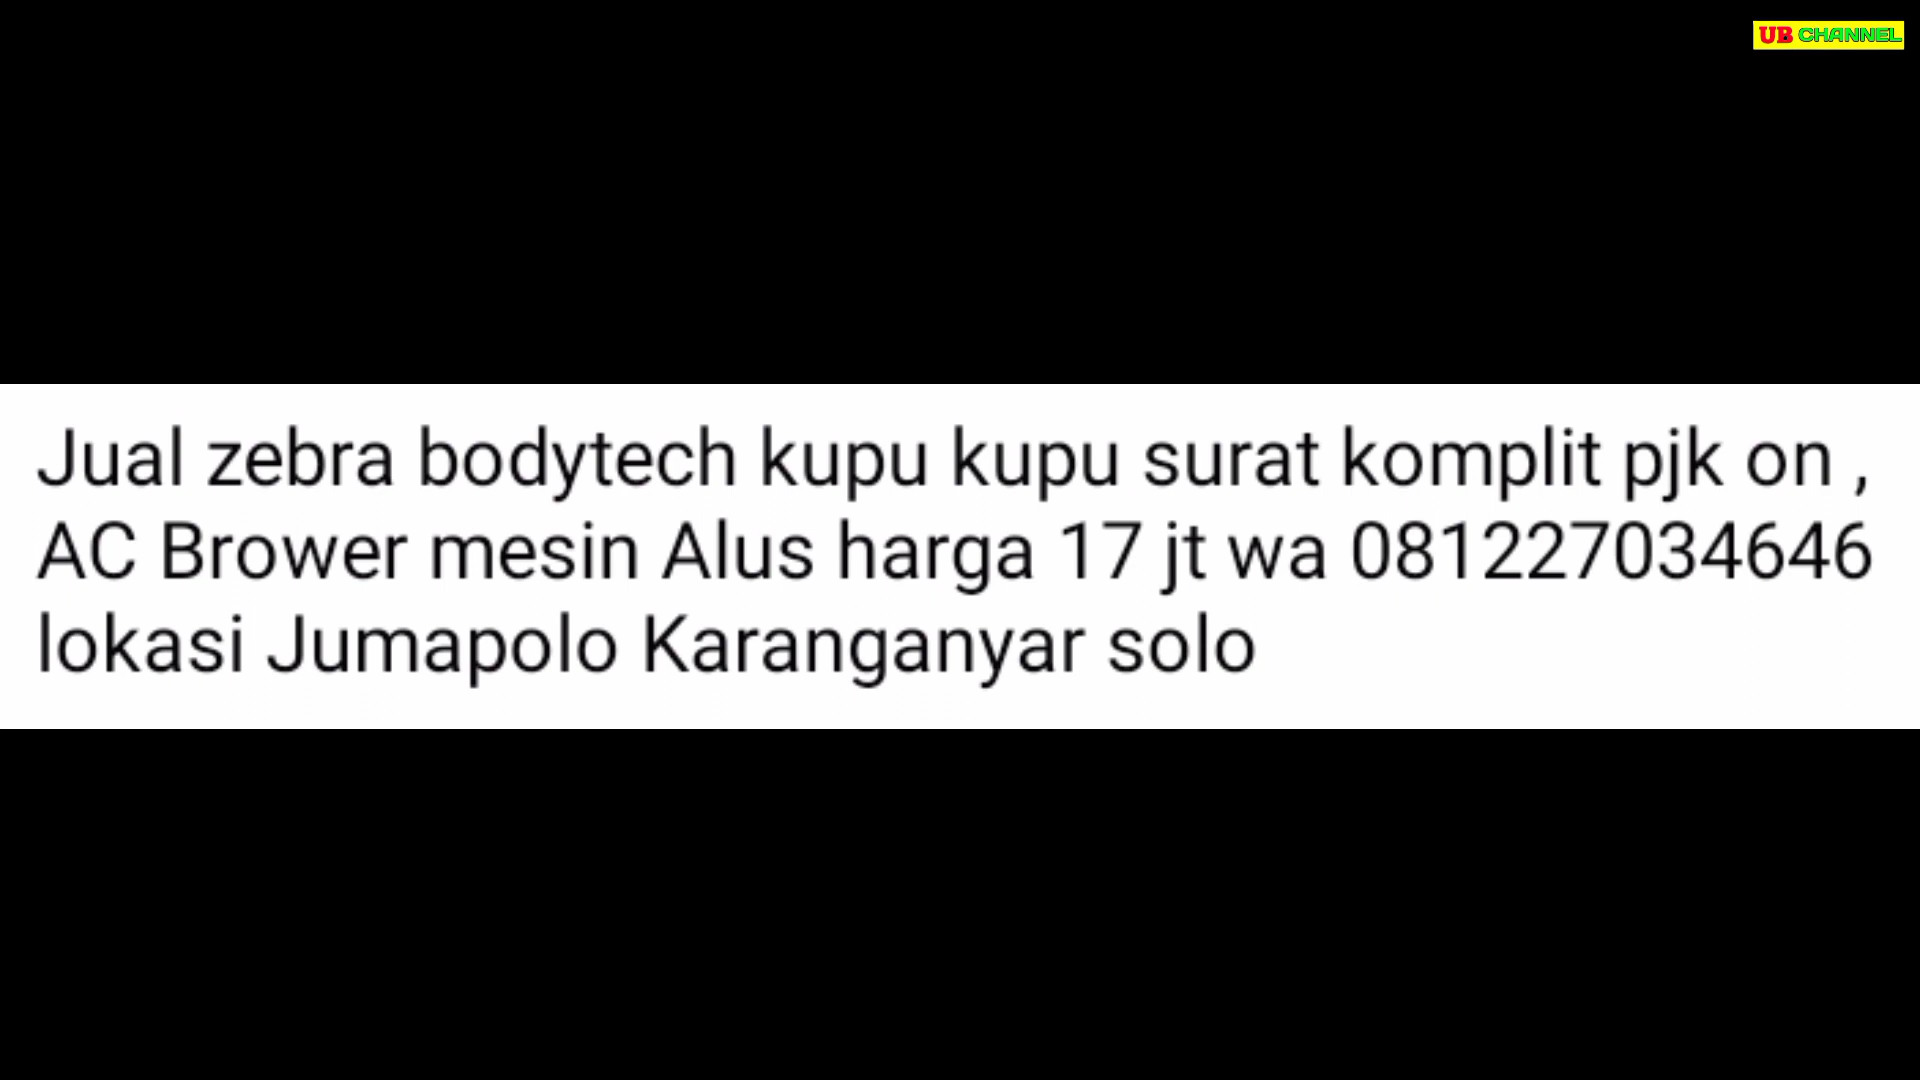 UB CHANNEL
Jual zebra bodytech kupu kupu surat komplit pjk on ,
AC Brower mesin Alus harga 17 jt wa 081227034646
lokasi Jumapolo Karanganyar solo